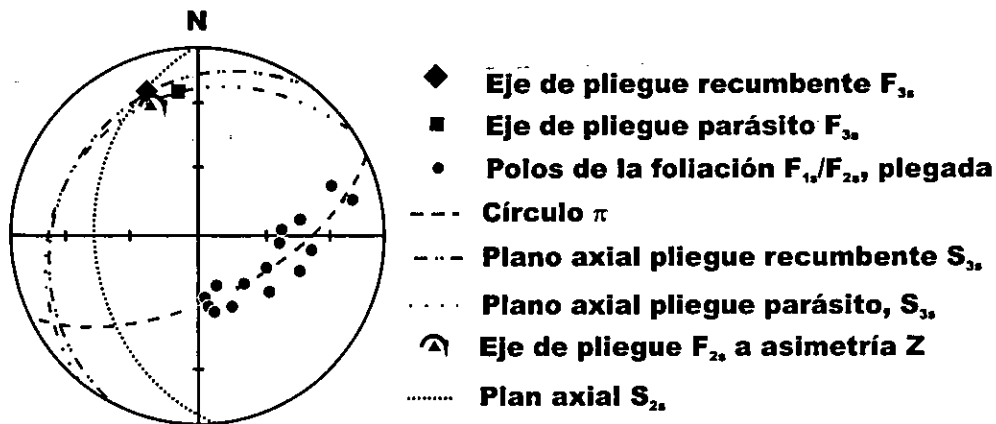 N
Eje de pliegue recumbente F₃ₛ
Eje de pliegue parásito F₃ₛ
Polos de la foliación F₁ₛ/F₂ₛ, plegada
Círculo π
Plano axial pliegue recumbente S₃ₛ
Plano axial pliegue parásito, S₃ₛ
Eje de pliegue F₂ₛ a asimetría Z
Plan axial S₂ₛ